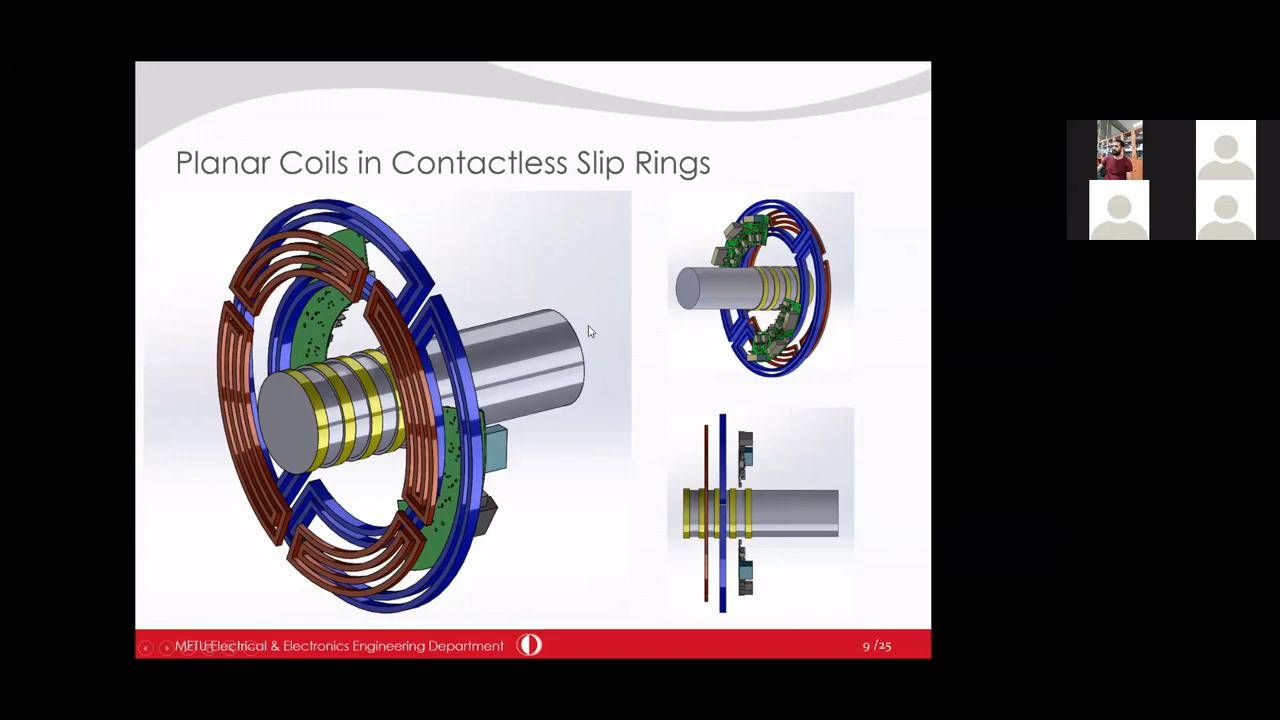 Planar Coils in Contactless Slip Rings
METU Electrical & Electronics Engineering Department
9 /25